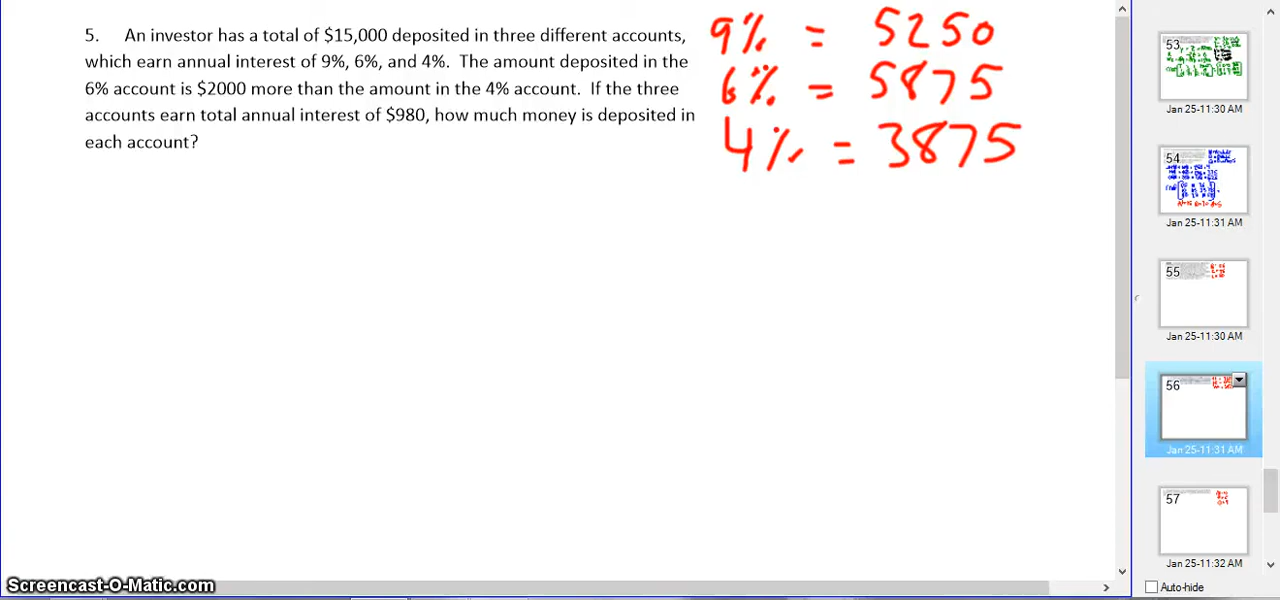 5. An investor has a total of $15,000 deposited in three different accounts,
which earn annual interest of 9%, 6%, and 4%. The amount deposited in the
6% account is $2000 more than the amount in the 4% account. If the three
accounts earn total annual interest of $980, how much money is deposited in
each account?
9% = 5250
6% = 5875
4% = 3875
53
Jan 25-11:30 AM
54
Jan 25-11:31 AM
55
Jan 25-11:30 AM
56
Jan 25-11:31 AM
57
Jan 25-11:32 AM
Auto-hide
Screencast-O-Matic.com